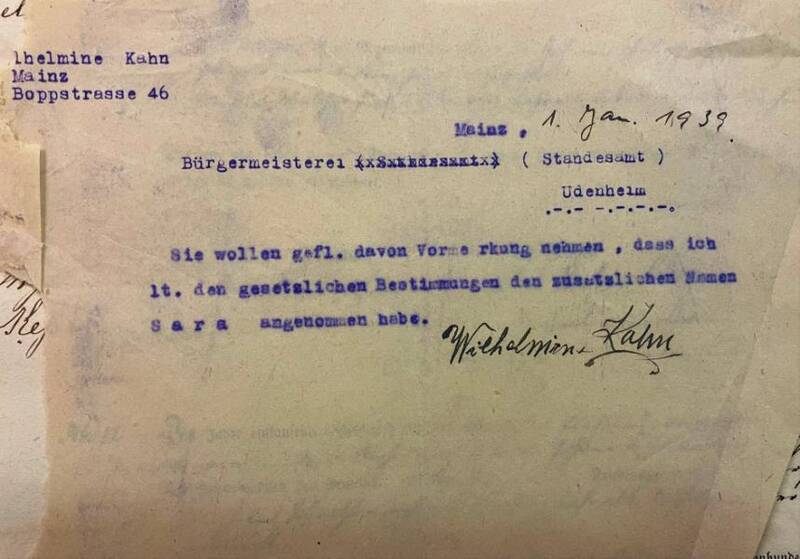 lhelmine Kahn
Mainz
Boppstrasse 46
Mainz , 1. Jan. 1939.
Bürgermeisterei (xSxxxxxxxxxx) ( Standesamt )
Udenheim
.-.- -.-.-.-.
Sie wollen gefl. davon Vorme rkung nehmen , dass ich
lt. den gesetzlichen Bestimmungen den zusätzlichen Namen
S a r a angenommen habe.
Wilhelmine Kahn